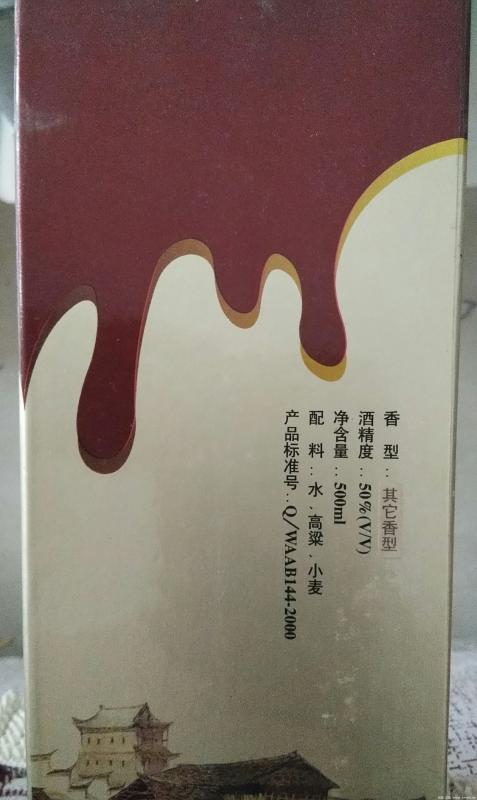 香型：其它香型
酒精度：50%(V/V)
净含量：500ml
配料：水、高粱、小麦
产品标准号：Q/WAAB144-2000